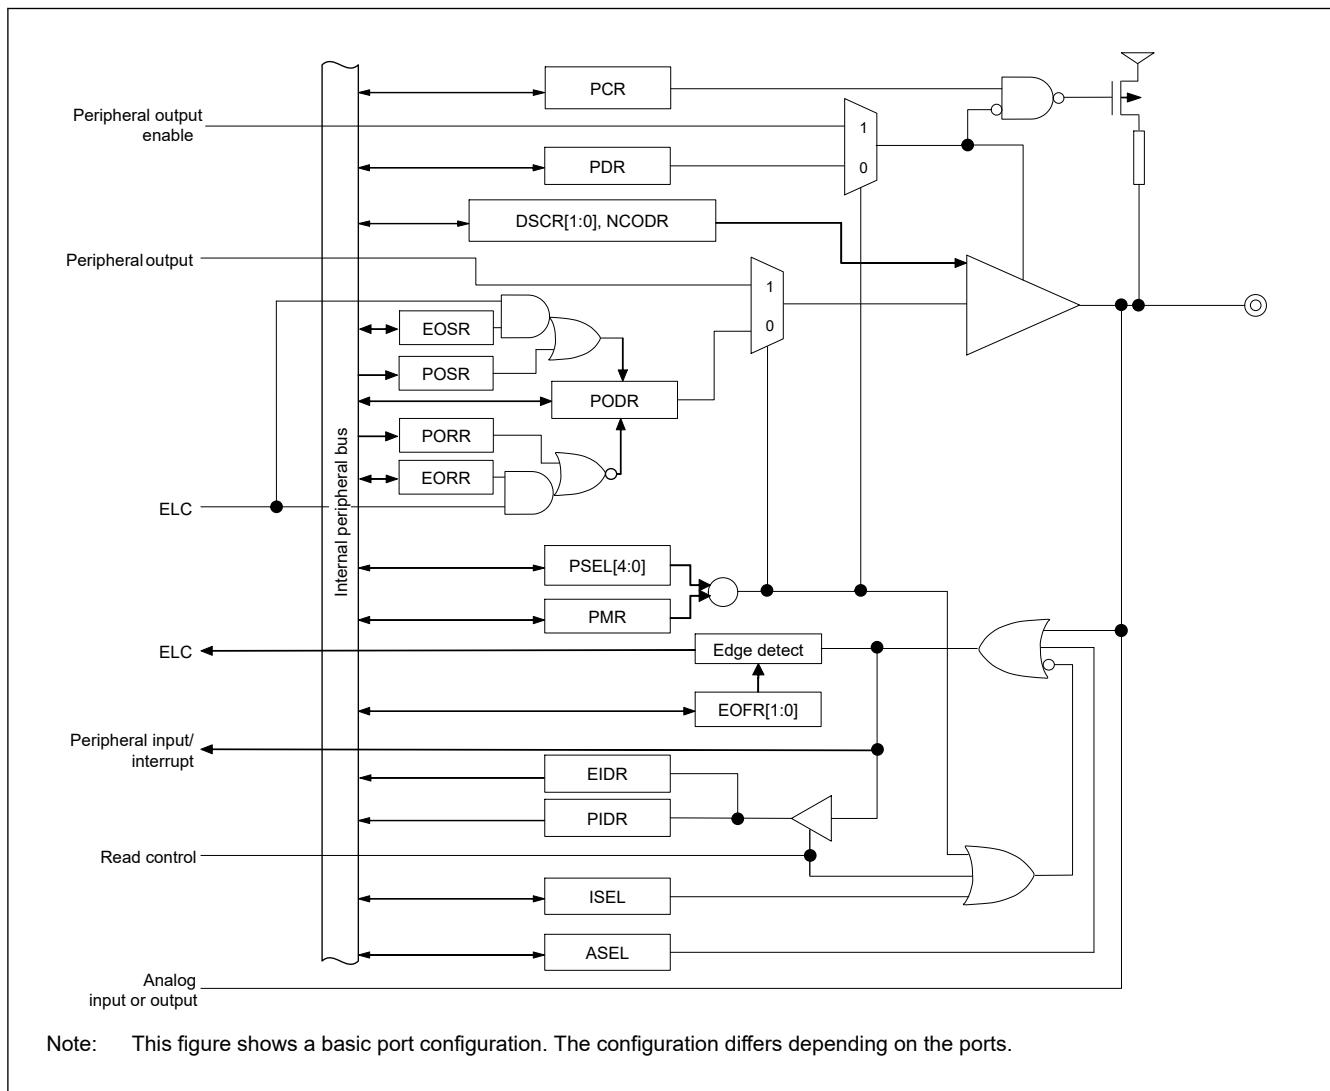 PCR
Peripheral output
enable
1
PDR
0
DSCR[1:0], NCODR
Peripheral output
1
EOSR
0
POSR
PODR
PORR
EORR
ELC
Internal peripheral bus
PSEL[4:0]
PMR
ELC
Edge detect
EOFR[1:0]
Peripheral input/
interrupt
EIDR
PIDR
Read control
ISEL
ASEL
Analog
input or output
Note: This figure shows a basic port configuration. The configuration differs depending on the ports.